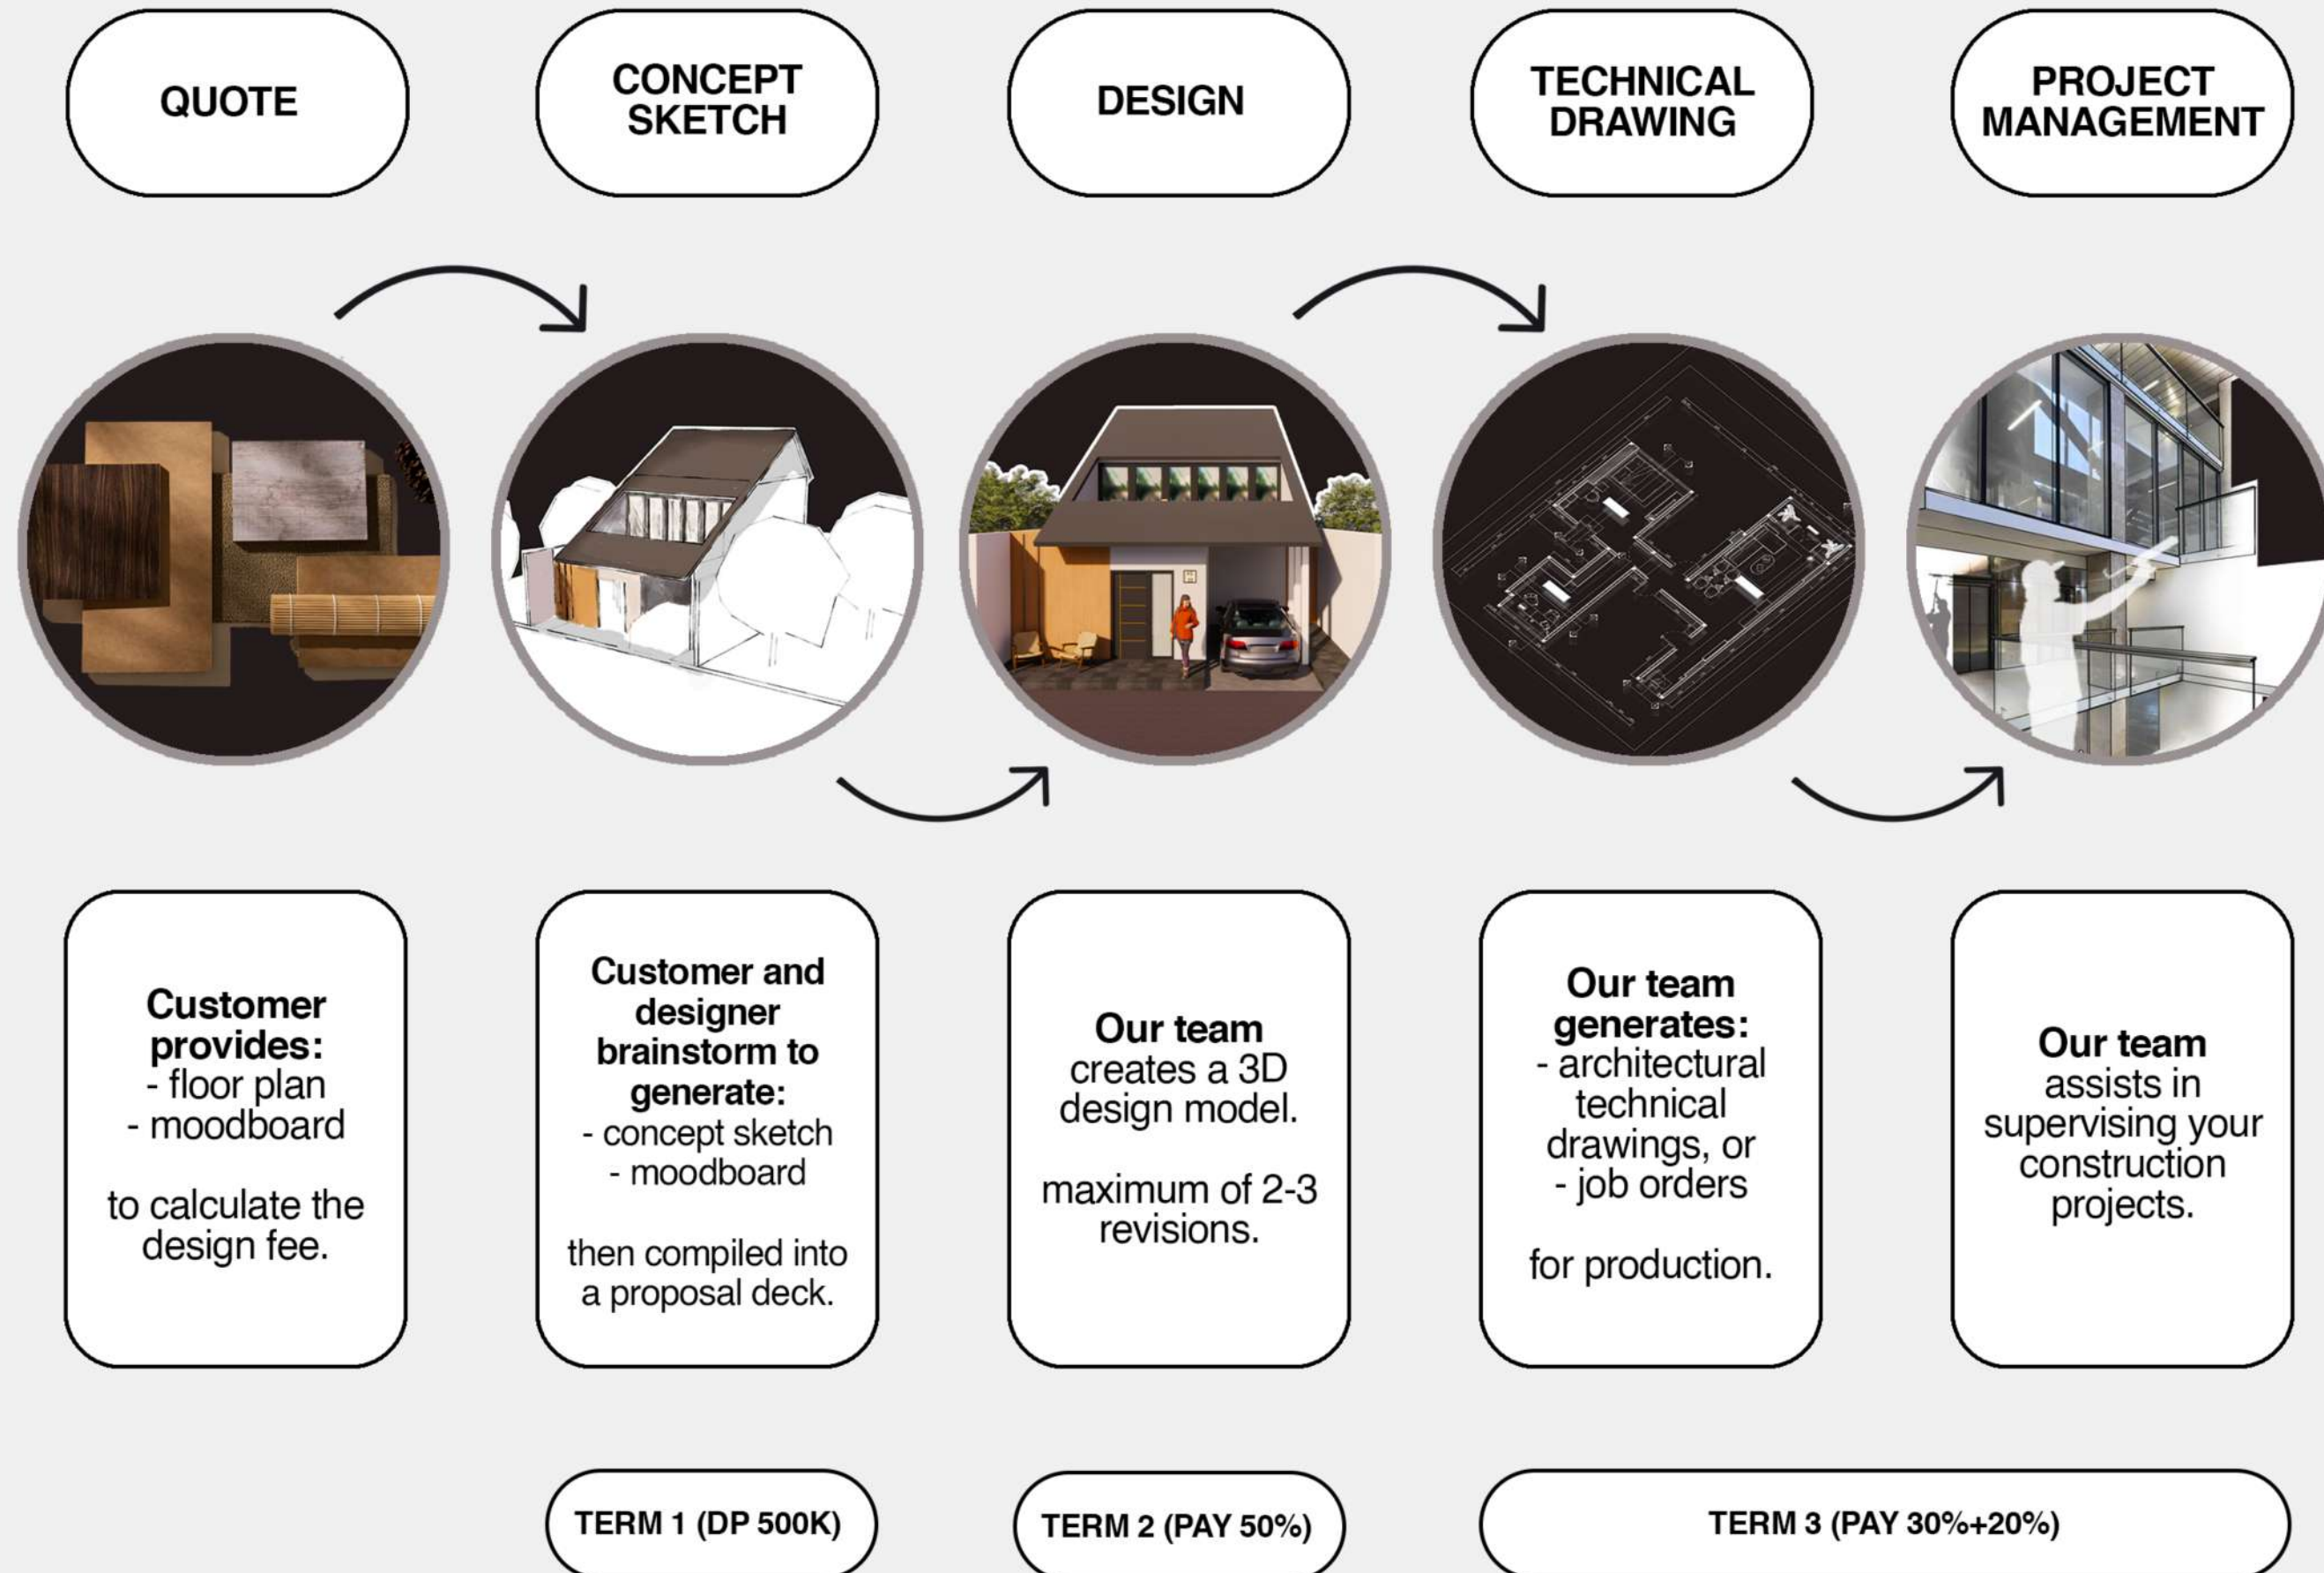 QUOTE
CONCEPT
SKETCH
DESIGN
TECHNICAL
DRAWING
PROJECT
MANAGEMENT
Customer
provides:
- floor plan
- moodboard
to calculate the
design fee.
Customer and
designer
brainstorm to
generate:
- concept sketch
- moodboard
then compiled into
a proposal deck.
Our team
creates a 3D
design model.
maximum of 2-3
revisions.
Our team
generates:
- architectural
technical
drawings, or
- job orders
for production.
Our team
assists in
supervising your
construction
projects.
TERM 1 (DP 500K)
TERM 2 (PAY 50%)
TERM 3 (PAY 30%+20%)